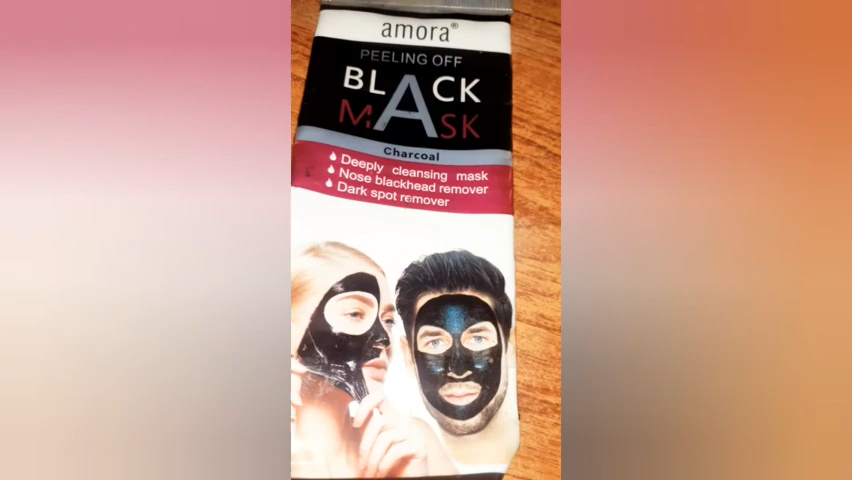 amora®
PEELING OFF
BLACK
MASK
Charcoal
Deeply cleansing mask
Nose blackhead remover
Dark spot remover